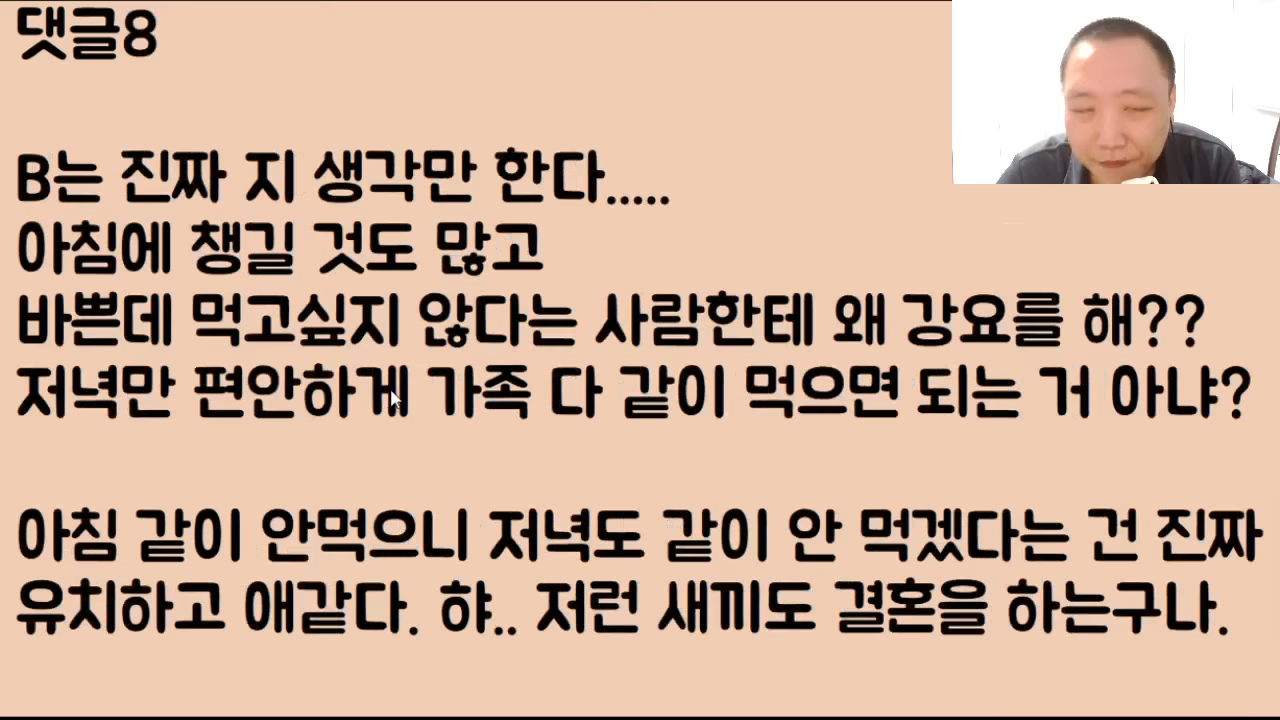 댓글8
B는 진짜 지 생각만 한다.....
아침에 챙길 것도 많고
바쁜데 먹고싶지 않다는 사람한테 왜 강요를 해??
저녁만 편안하게 가족 다 같이 먹으면 되는 거 아냐?
아침 같이 안먹으니 저녁도 같이 안 먹겠다는 건 진짜
유치하고 애같다. 햐.. 저런 새끼도 결혼을 하는구나.